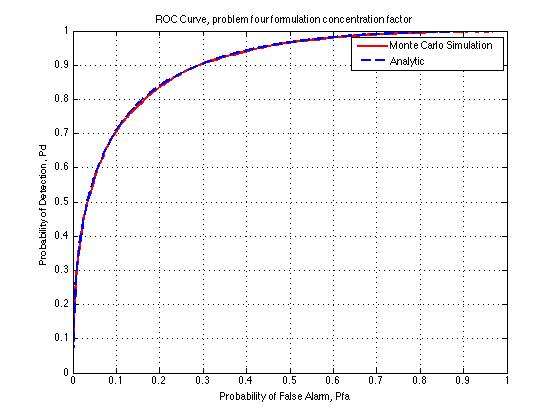 ROC Curve, problem four formulation concentration factor
1
Monte Carlo Simulation
0.9
Analytic
0.8
0.7
0.6
0.5
0.4
0.3
0.2
0.1
0
Probability of Detection, Pd
0 0.1 0.2 0.3 0.4 0.5 0.6 0.7 0.8 0.9 1
Probability of False Alarm, Pfa